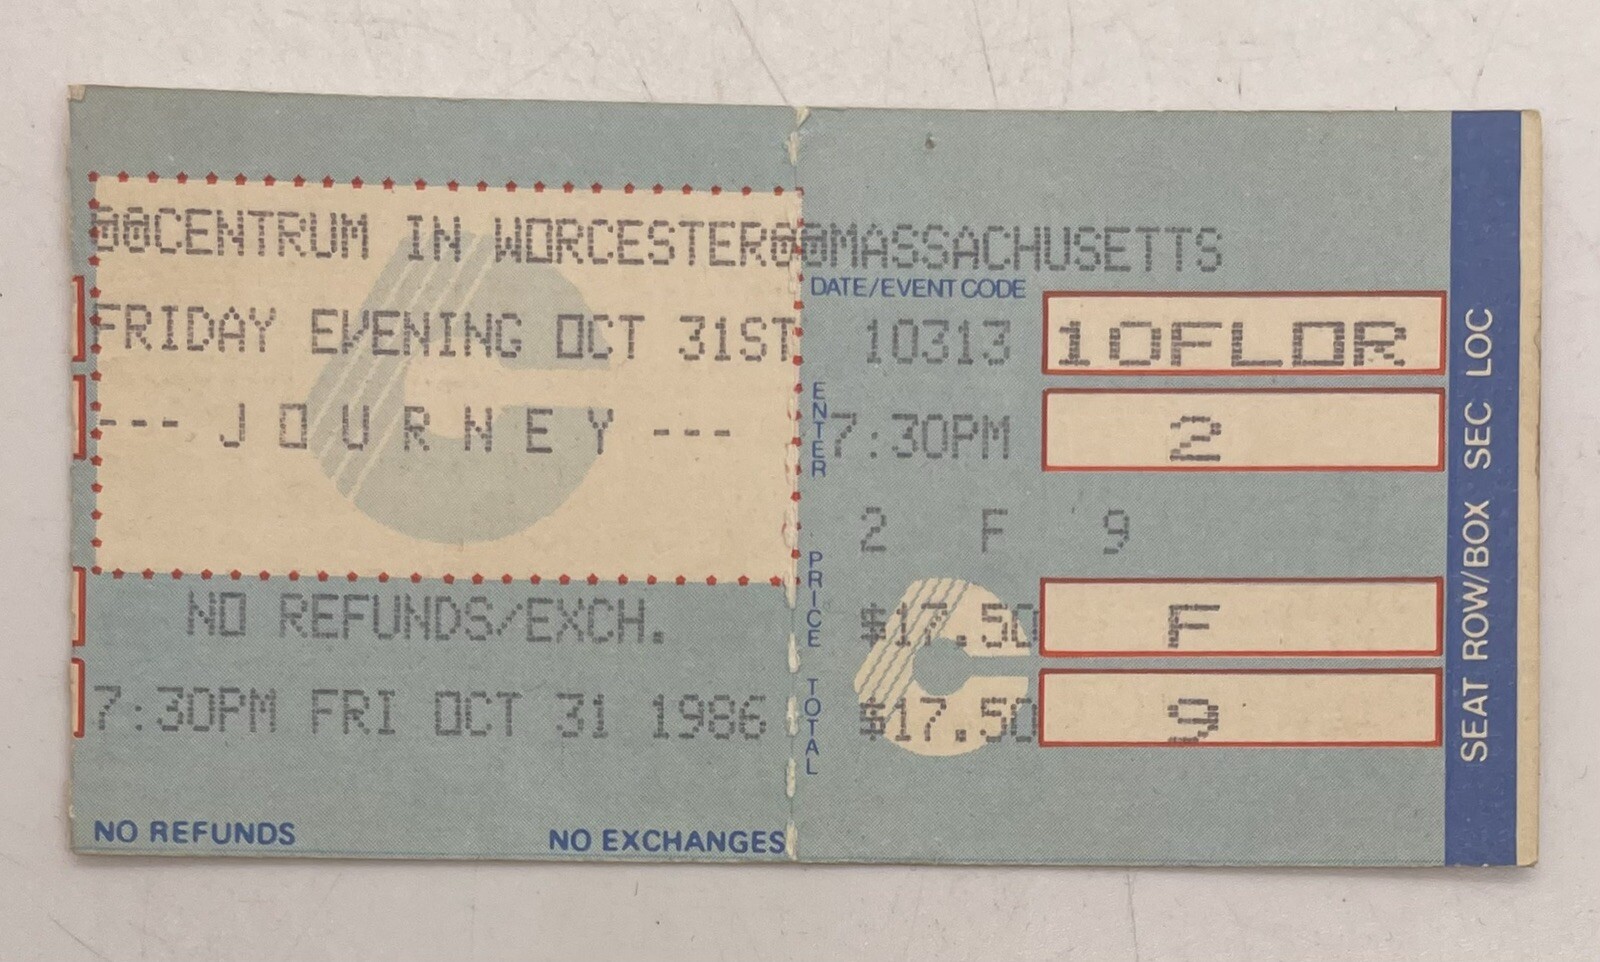 @@CENTRUM IN WORCESTER@@@MASSACHUSETTS
FRIDAY EVENING OCT 31ST
--- J O U R N E Y ---
NO REFUNDS/EXCH.
7:30PM FRI OCT 31 1986
NO REFUNDS
NO EXCHANGES
DATE/EVENT CODE
10313
10FLOR
ENTER
7:30PM
2
2 F 9
PRICE
$17.50
F
TOTAL
$17.50
9
SEAT ROW/BOX SEC LOC